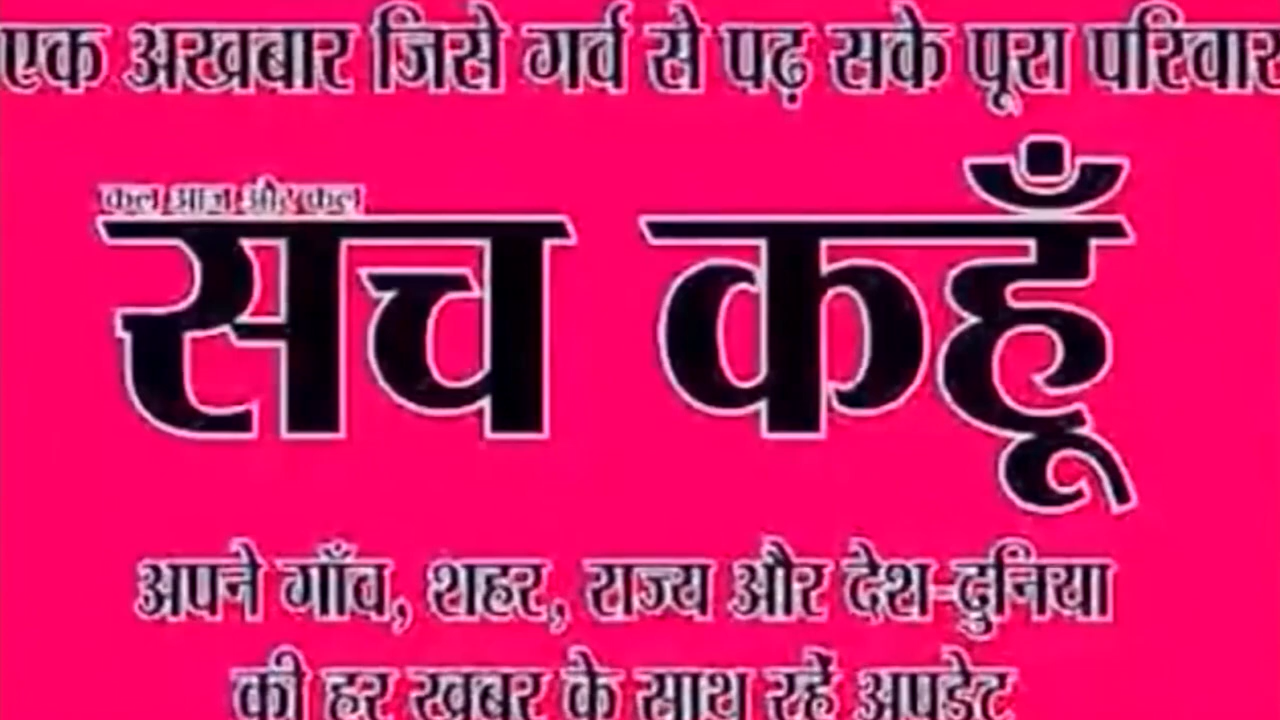 एक अखबार जिसे गर्व से पढ़ सके पूरा परिवार
कल आज और कल
सच कहूँ
अपने गाँव, शहर, राज्य और देश-दुनिया
की हर खबर के साथ रहें अपडेट